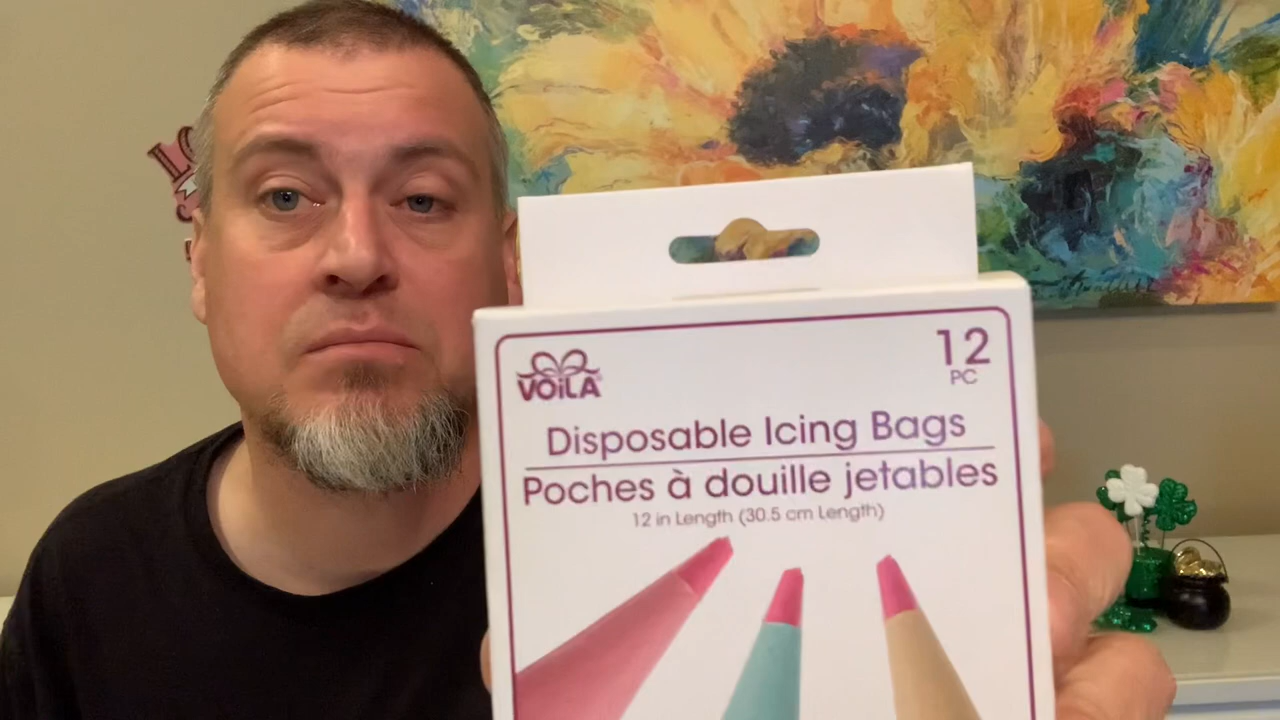 VOiLA
12
PC
Disposable Icing Bags
Poches à douille jetables
12 in Length (30.5 cm Length)